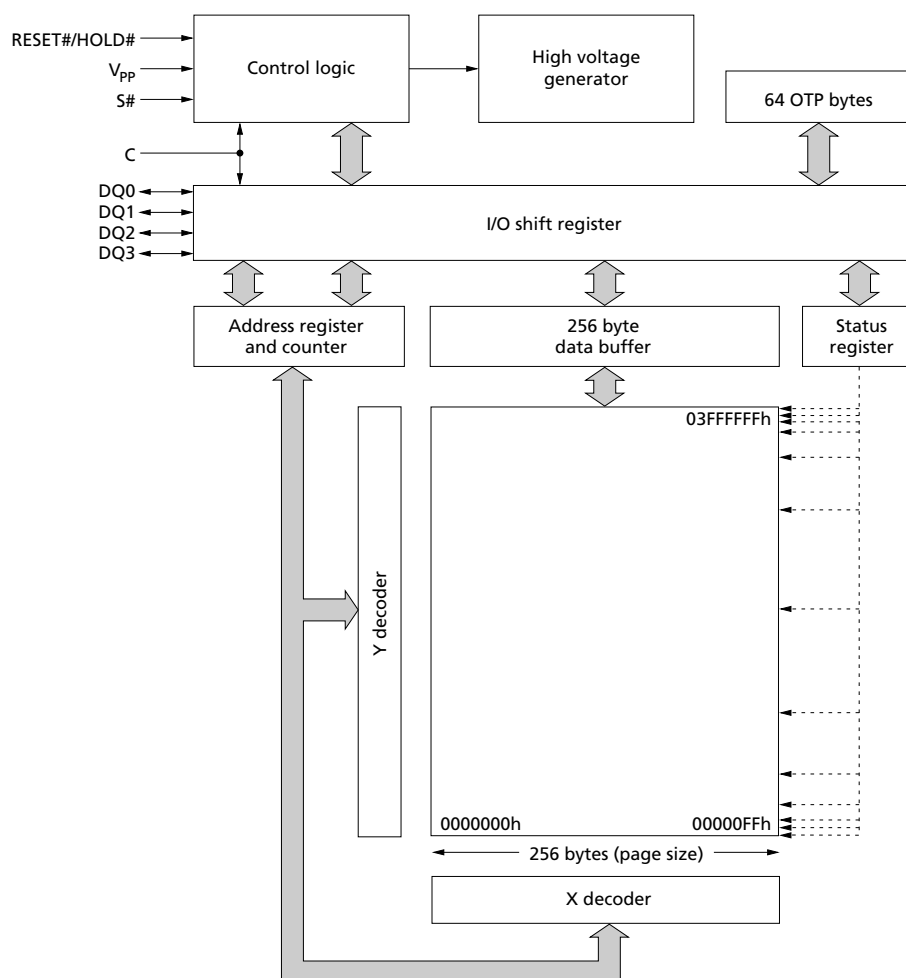 RESET#/HOLD#
VPP
S#
Control logic
High voltage
generator
64 OTP bytes
C
DQ0
DQ1
DQ2
DQ3
I/O shift register
Address register
and counter
256 byte
data buffer
Status
register
03FFFFFFh
Y decoder
0000000h
00000FFh
256 bytes (page size)
X decoder